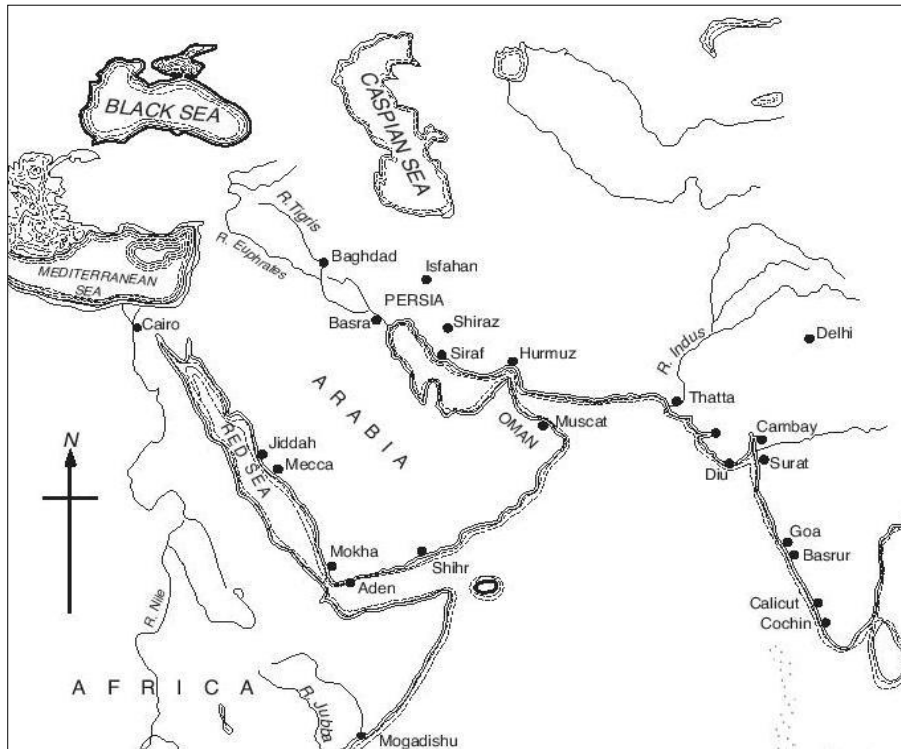 BLACK SEA
CASPIAN SEA
R.Tigris
R. Euphrates
Baghdad
Isfahan
MEDITERRANEAN
SEA
PERSIA
Cairo
Basra
Shiraz
Siraf
Hurmuz
R. Indus
Delhi
Thatta
ARABIA
OMAN
Muscat
Cambay
Diu
Surat
Jiddah
Mecca
RED SEA
N
Goa
Basrur
Mokha
Shihr
Aden
R. Nile
Calicut
Cochin
AFRICA
R. Jubba
Mogadishu